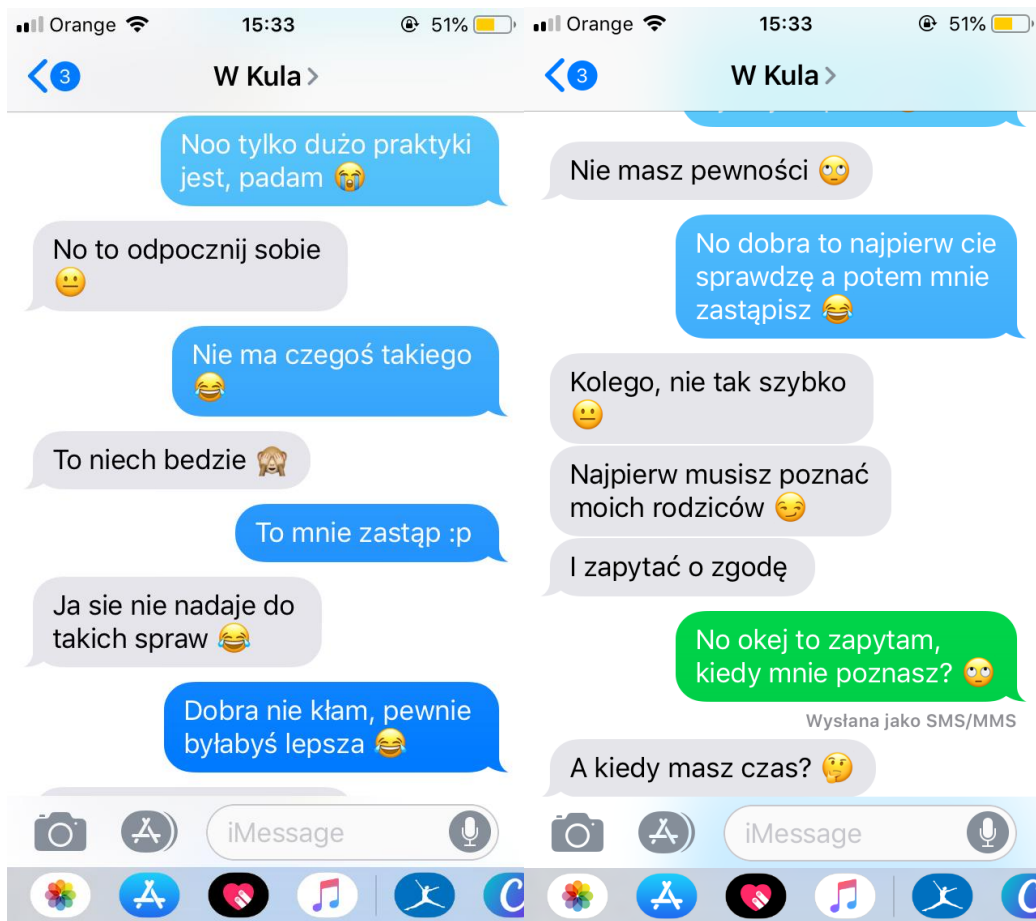 Orange 15:33 51%
3 W Kula
Noo tylko dużo praktyki
jest, padam 😭
No to odpocznij sobie
😐
Nie ma czegoś takiego
😂
To niech bedzie 🙈
To mnie zastąp :p
Ja sie nie nadaje do
takich spraw 😂
Dobra nie kłam, pewnie
byłabyś lepsza 😂
iMessage
Orange 15:33 51%
3 W Kula
Nie masz pewności 🙄
No dobra to najpierw cie
sprawdzę a potem mnie
zastąpisz 😂
Kolego, nie tak szybko
😐
Najpierw musisz poznać
moich rodziców 😏
I zapytać o zgodę
No okej to zapytam,
kiedy mnie poznasz? 🙄
Wysłana jako SMS/MMS
A kiedy masz czas? 🤔
iMessage